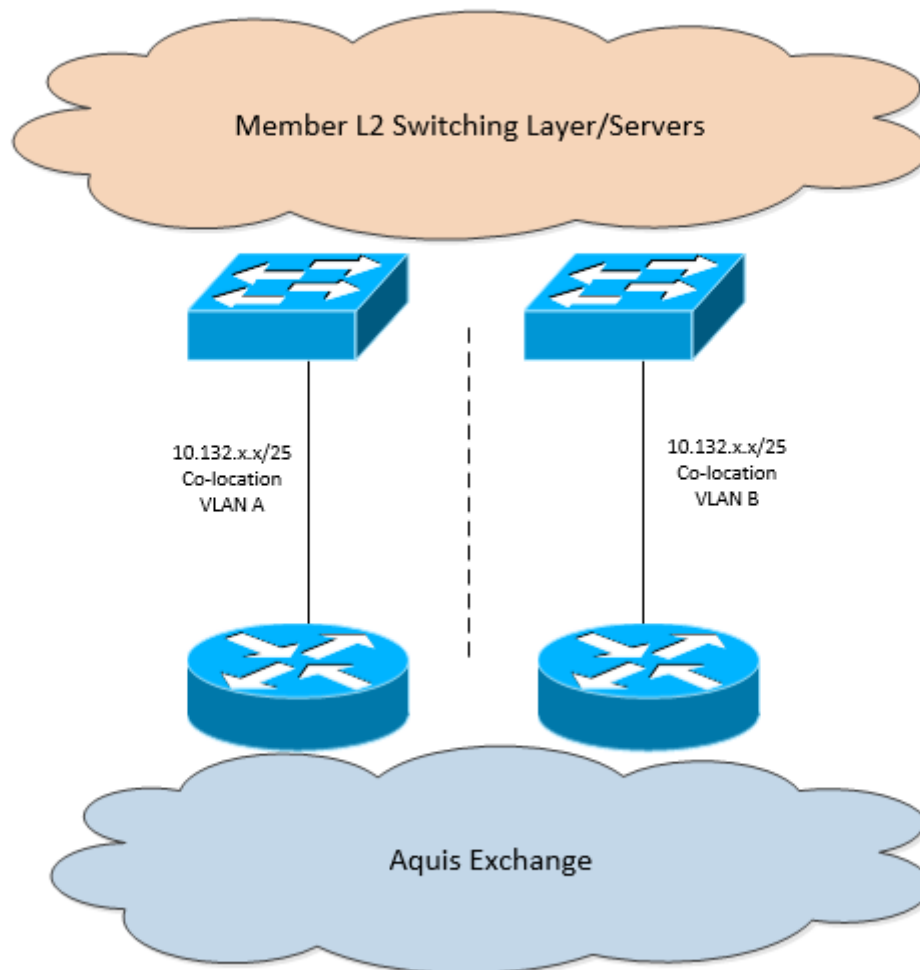 Member L2 Switching Layer/Servers
10.132.x.x/25
Co-location
VLAN A
10.132.x.x/25
Co-location
VLAN B
Aquis Exchange